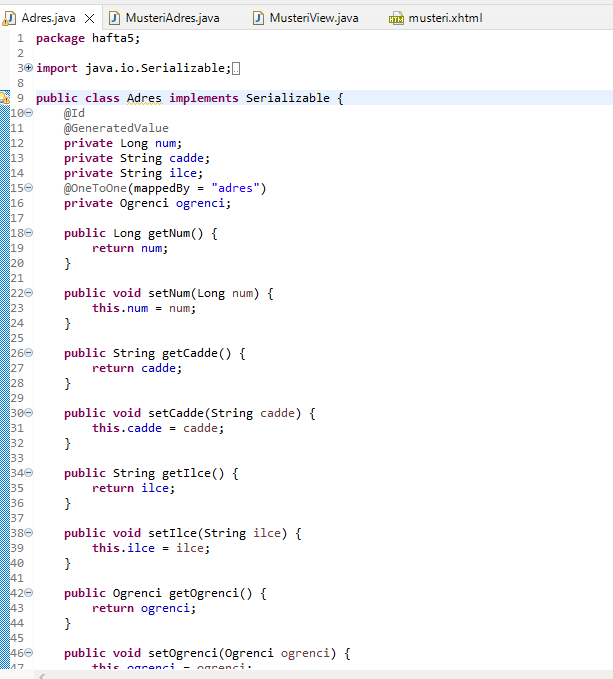 Adres.java
MusteriAdres.java
MusteriView.java
musteri.xhtml
1 package hafta5;
2
3 import java.io.Serializable;
8
9 public class Adres implements Serializable {
10 @Id
11 @GeneratedValue
12 private Long num;
13 private String cadde;
14 private String ilce;
15 @OneToOne(mappedBy = "adres")
16 private Ogrenci ogrenci;
17
18 public Long getNum() {
19 return num;
20 }
21
22 public void setNum(Long num) {
23 this.num = num;
24 }
25
26 public String getCadde() {
27 return cadde;
28 }
29
30 public void setCadde(String cadde) {
31 this.cadde = cadde;
32 }
33
34 public String getIlce() {
35 return ilce;
36 }
37
38 public void setIlce(String ilce) {
39 this.ilce = ilce;
40 }
41
42 public Ogrenci getOgrenci() {
43 return ogrenci;
44 }
45
46 public void setOgrenci(Ogrenci ogrenci) {
47 this.ogrenci = ogrenci;